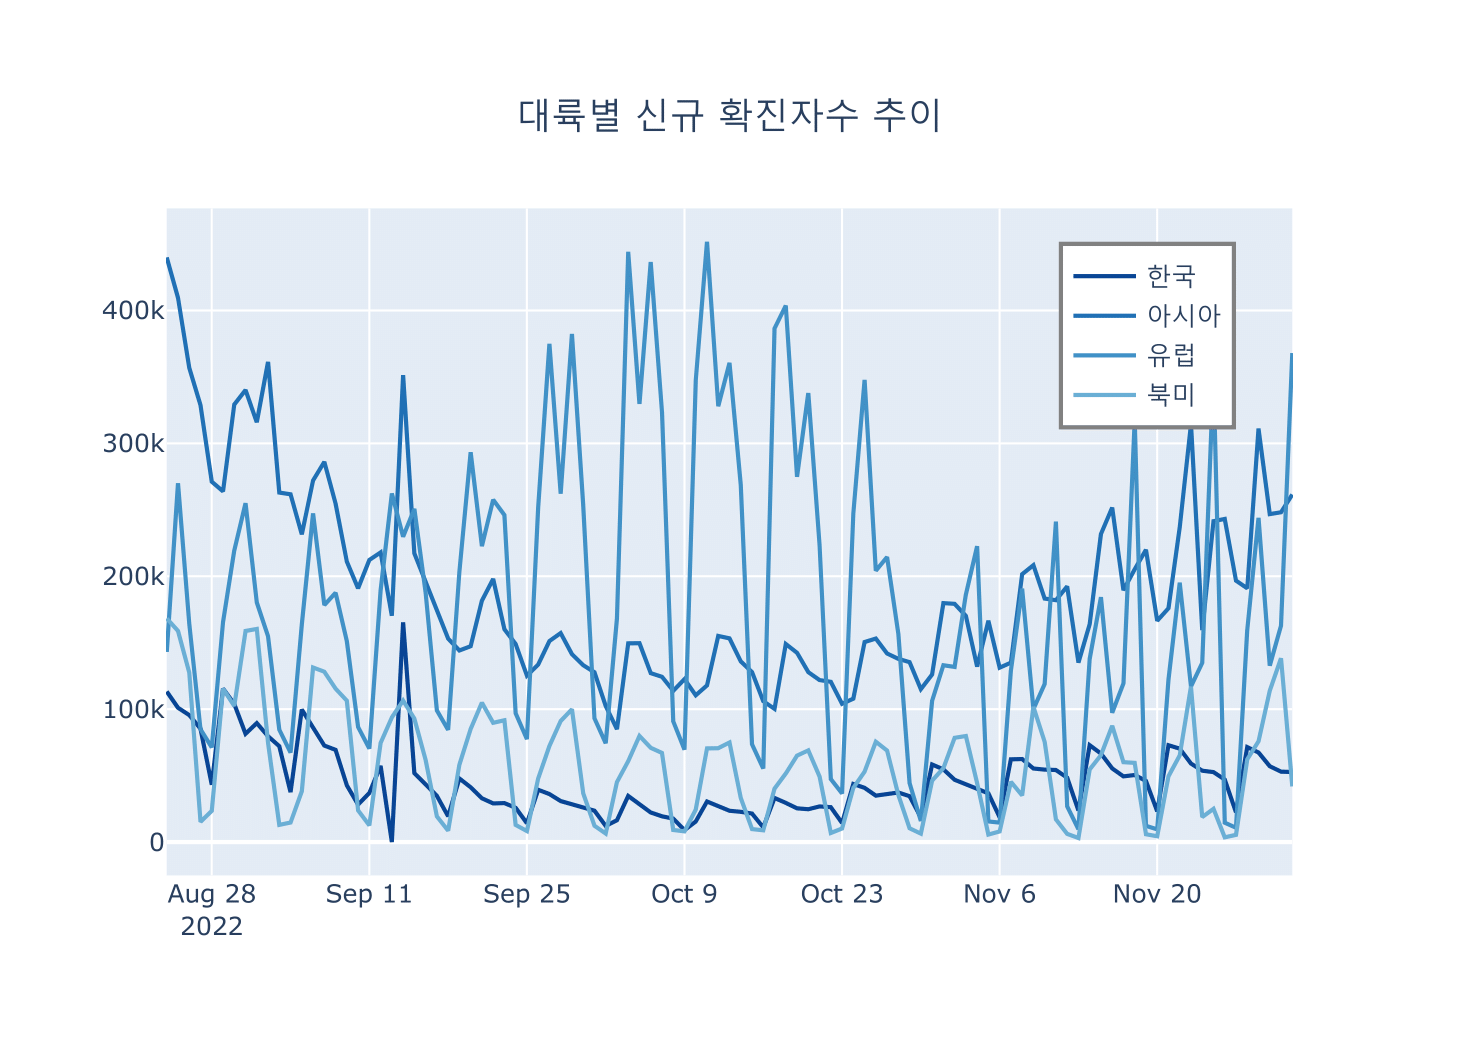 대륙별 신규 확진자수 추이
한국
아시아
유럽
북미
400k
300k
200k
100k
0
Aug 28
2022
Sep 11
Sep 25
Oct 9
Oct 23
Nov 6
Nov 20